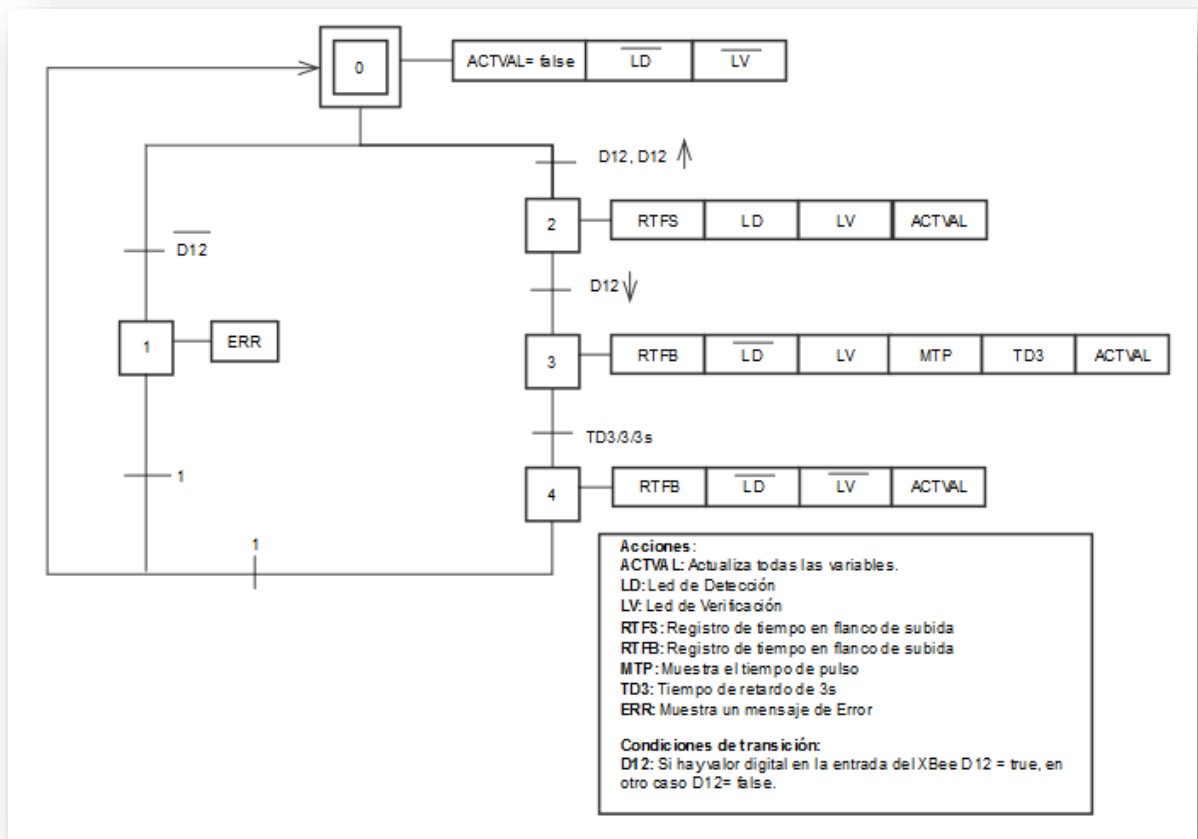 0
ACTVAL= false
LD
LV
D12, D12
2
RTFS
LD
LV
ACTVAL
D12
D12
1
ERR
3
RTFB
LD
LV
MTP
TD3
ACTVAL
TD3/3/3s
1
4
RTFB
LD
LV
ACTVAL
1
Acciones:
ACTVAL: Actualiza todas las variables.
LD: Led de Detección
LV: Led de Verificación
RTFS: Registro de tiempo en flanco de subida
RTFB: Registro de tiempo en flanco de subida
MTP: Muestra el tiempo de pulso
TD3: Tiempo de retardo de 3s
ERR: Muestra un mensaje de Error
Condiciones de transición:
D12: Si hay valor digital en la entrada del XBee D12 = true, en
otro caso D12= false.